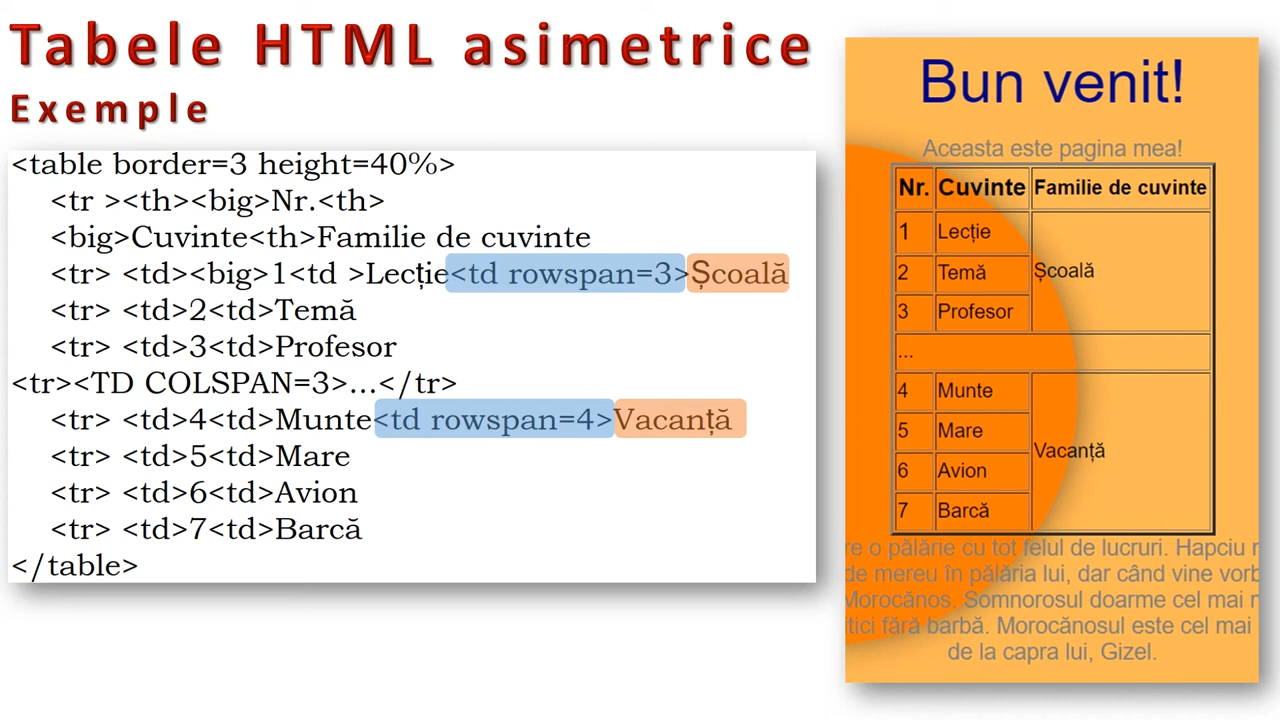 Tabele HTML asimetrice
Exemple
<table border=3 height=40%>
<tr ><th><big>Nr.<th>
<big>Cuvinte<th>Familie de cuvinte
<tr> <td><big>1<td >Lecție<td rowspan=3>Școală
<tr> <td>2<td>Temă
<tr> <td>3<td>Profesor
<tr><TD COLSPAN=3>...</tr>
<tr> <td>4<td>Munte<td rowspan=4>Vacanță
<tr> <td>5<td>Mare
<tr> <td>6<td>Avion
<tr> <td>7<td>Barcă
</table>
Bun venit!
Aceasta este pagina mea!
Nr. Cuvinte Familie de cuvinte
1 Lecție
2 Temă Școală
3 Profesor
...
4 Munte
5 Mare
Vacanță
6 Avion
7 Barcă
re o pălărie cu tot felul de lucruri. Hapciu
de mereu în pălăria lui, dar când vine vorb
Morocănos. Somnorosul doarme cel mai
itici fără barbă. Morocănosul este cel mai
de la capra lui, Gizel.